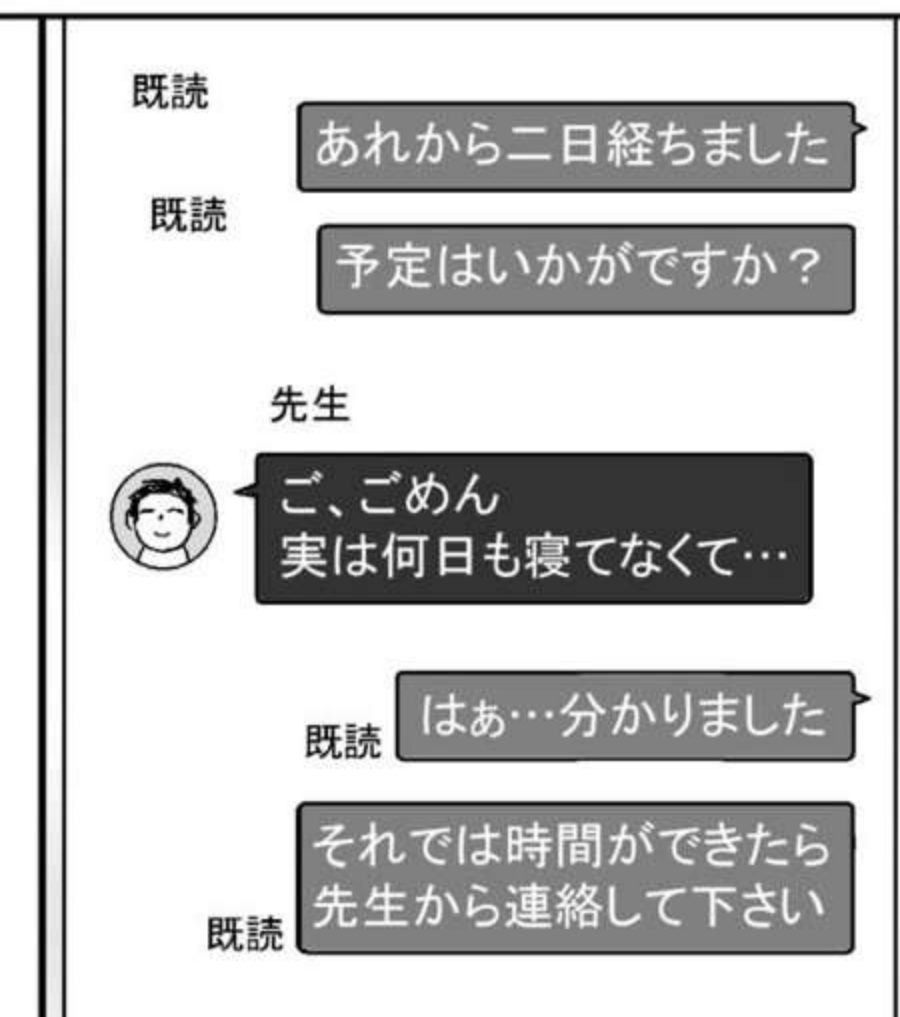 既読
あれから二日経ちました
既読
予定はいかがですか？
先生
ご、ごめん
実は何日も寝てなくて…
はぁ…分かりました
既読
それでは時間ができたら
先生から連絡して下さい
既読